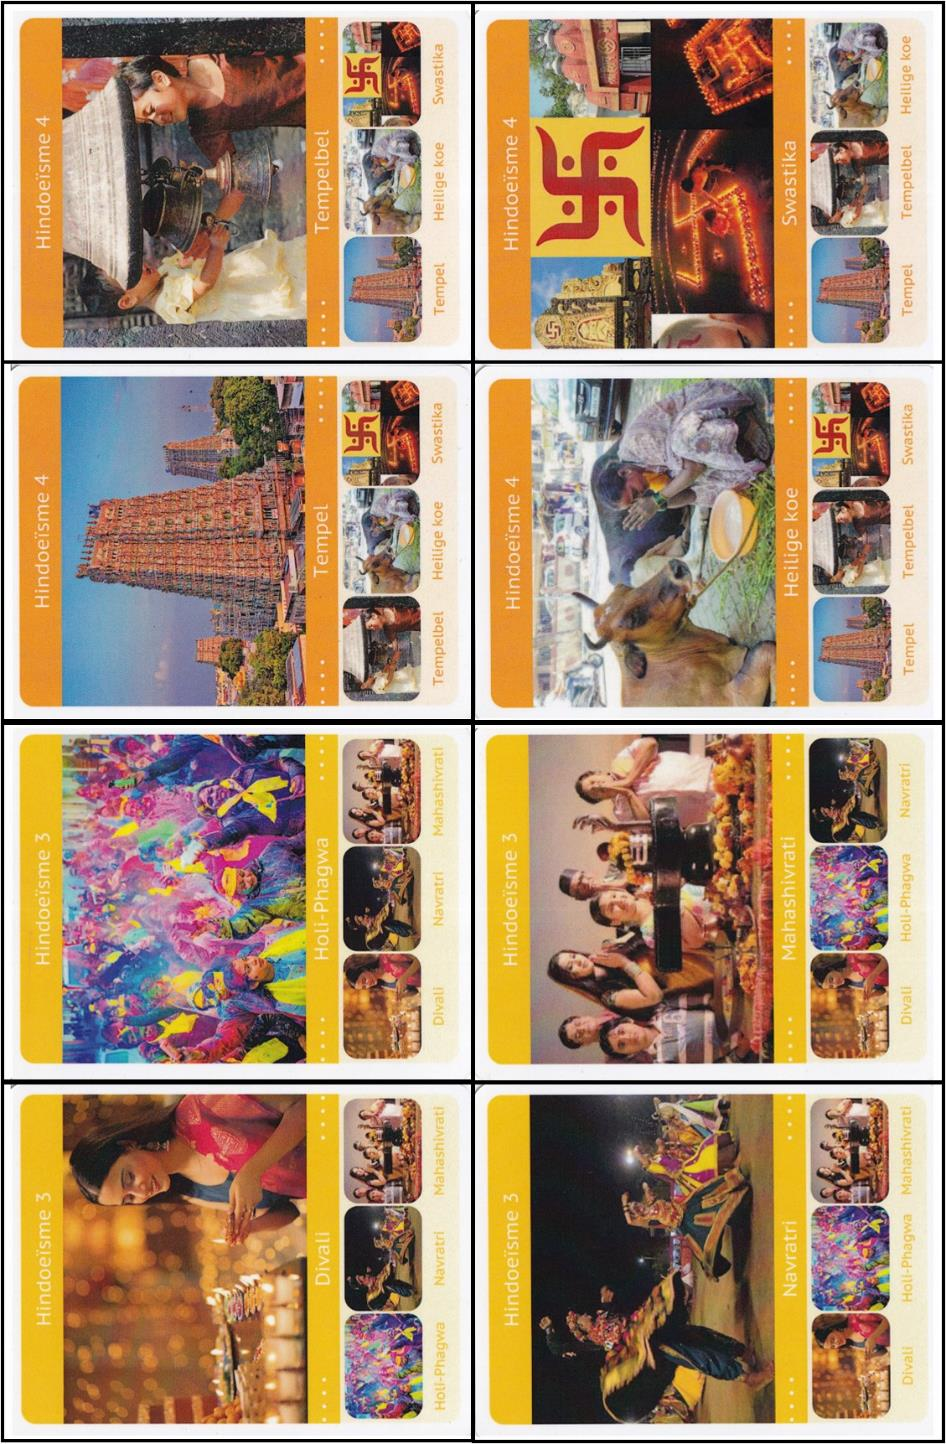 Hindoeïsme 3
Divali
Holi-Phagwa Navratri Mahashivrati
Hindoeïsme 3
Holi-Phagwa
Divali Navratri Mahashivrati
Hindoeïsme 4
Tempel
Tempelbel Heilige koe Swastika
Hindoeïsme 4
Tempelbel
Tempel Heilige koe Swastika
Hindoeïsme 3
Navratri
Divali Holi-Phagwa Mahashivrati
Hindoeïsme 3
Mahashivrati
Divali Holi-Phagwa Navratri
Hindoeïsme 4
Heilige koe
Tempel Tempelbel Swastika
Hindoeïsme 4
Swastika
Tempel Tempelbel Heilige koe